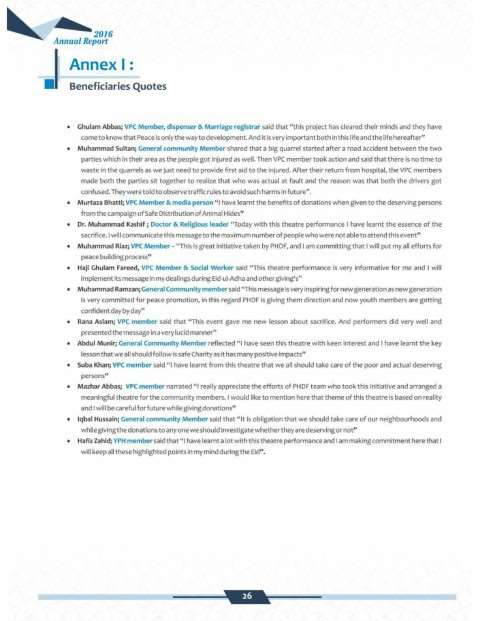 2016
Annual Report
Annex I :
Beneficiaries Quotes
• Ghulam Abbas; VPC Member, dispenser & Marriage registrar said that "this project has cleared their minds and they have
come to know that Peace is only the way to development. And it is very important both in this life and the life hereafter"
• Muhammad Sultan; General community Member shared that a big quarrel started after a road accident between the two
parties which in their area as the people got injured as well. Then VPC member took action and said that there is no time to
waste in the quarrels as we just need to provide first aid to the injured. After their return from hospital, the VPC members
made both the parties sit together to realize that who was actual at fault and the reason was that both the drivers got
confused. They were told to observe traffic rules to avoid such harms in future".
• Murtaza Bhatti; VPC Member & media person "I have learnt the benefits of donations when given to the deserving persons
from the campaign of Safe Distribution of Animal Hides"
• Dr. Muhammad Kashif ; Doctor & Religious leader "Today with this theatre performance I have learnt the essence of the
sacrifice. I will communicate this message to the maximum number of people who were not able to attend this event"
• Muhammad Riaz; VPC Member – "This is great initiative taken by PHDF, and I am committing that I will put my all efforts for
peace building process"
• Haji Ghulam Fareed, VPC Member & Social Worker said "This theatre performance is very informative for me and I will
implement its message in my dealings during Eid-ul-Adha and other giving's"
• Muhammad Ramzan; General Community member said "This message is very inspiring for new generation as new generation
is very committed for peace promotion, in this regard PHDF is giving them direction and now youth members are getting
confident day by day"
• Rana Aslam; VPC member said that "This event gave me new lesson about sacrifice. And performers did very well and
presented the message in a very lucid manner"
• Abdul Munir; General Community Member reflected "I have seen this theatre with keen interest and I have learnt the key
lesson that we all should follow is safe Charity as it has many positive impacts"
• Suba Khan; VPC member said "I have learnt from this theatre that we all should take care of the poor and actual deserving
persons"
• Mazhar Abbas; VPC member narrated "I really appreciate the efforts of PHDF team who took this initiative and arranged a
meaningful theatre for the community members. I would like to mention here that theme of this theatre is based on reality
and I will be careful for future while giving donations"
• Iqbal Hussain; General community Member said that "It is obligation that we should take care of our neighbourhoods and
while giving the donations to any one we should investigate whether they are deserving or not"
• Hafiz Zahid; YPH member said that "I have learnt a lot with this theatre performance and I am making commitment here that I
will keep all these highlighted points in my mind during the Eid".
26